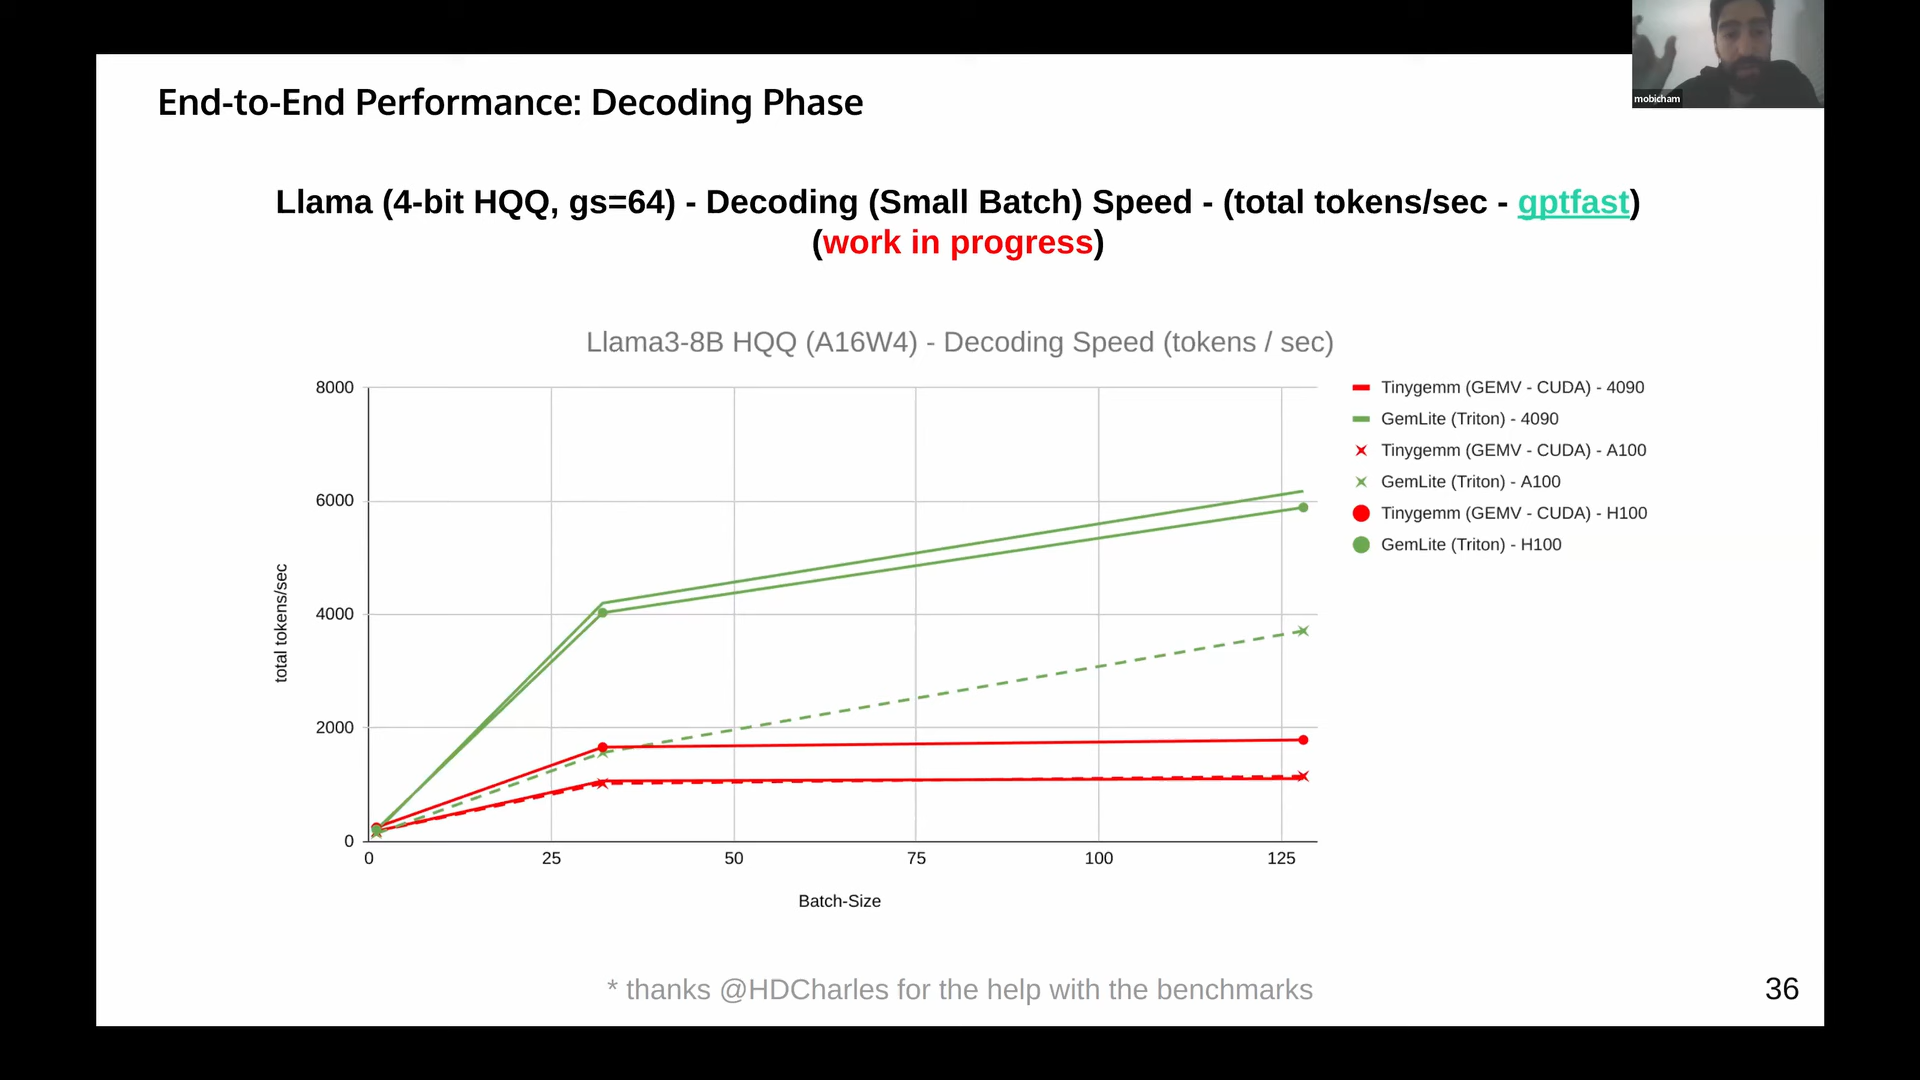 mobicham
End-to-End Performance: Decoding Phase
Llama (4-bit HQQ, gs=64) - Decoding (Small Batch) Speed - (total tokens/sec - gptfast)
(work in progress)
Llama3-8B HQQ (A16W4) - Decoding Speed (tokens / sec)
8000
6000
4000
2000
0
total tokens/sec
0 25 50 75 100 125
Batch-Size
Tinygemm (GEMV - CUDA) - 4090
GemLite (Triton) - 4090
Tinygemm (GEMV - CUDA) - A100
GemLite (Triton) - A100
Tinygemm (GEMV - CUDA) - H100
GemLite (Triton) - H100
* thanks @HDCharles for the help with the benchmarks
36